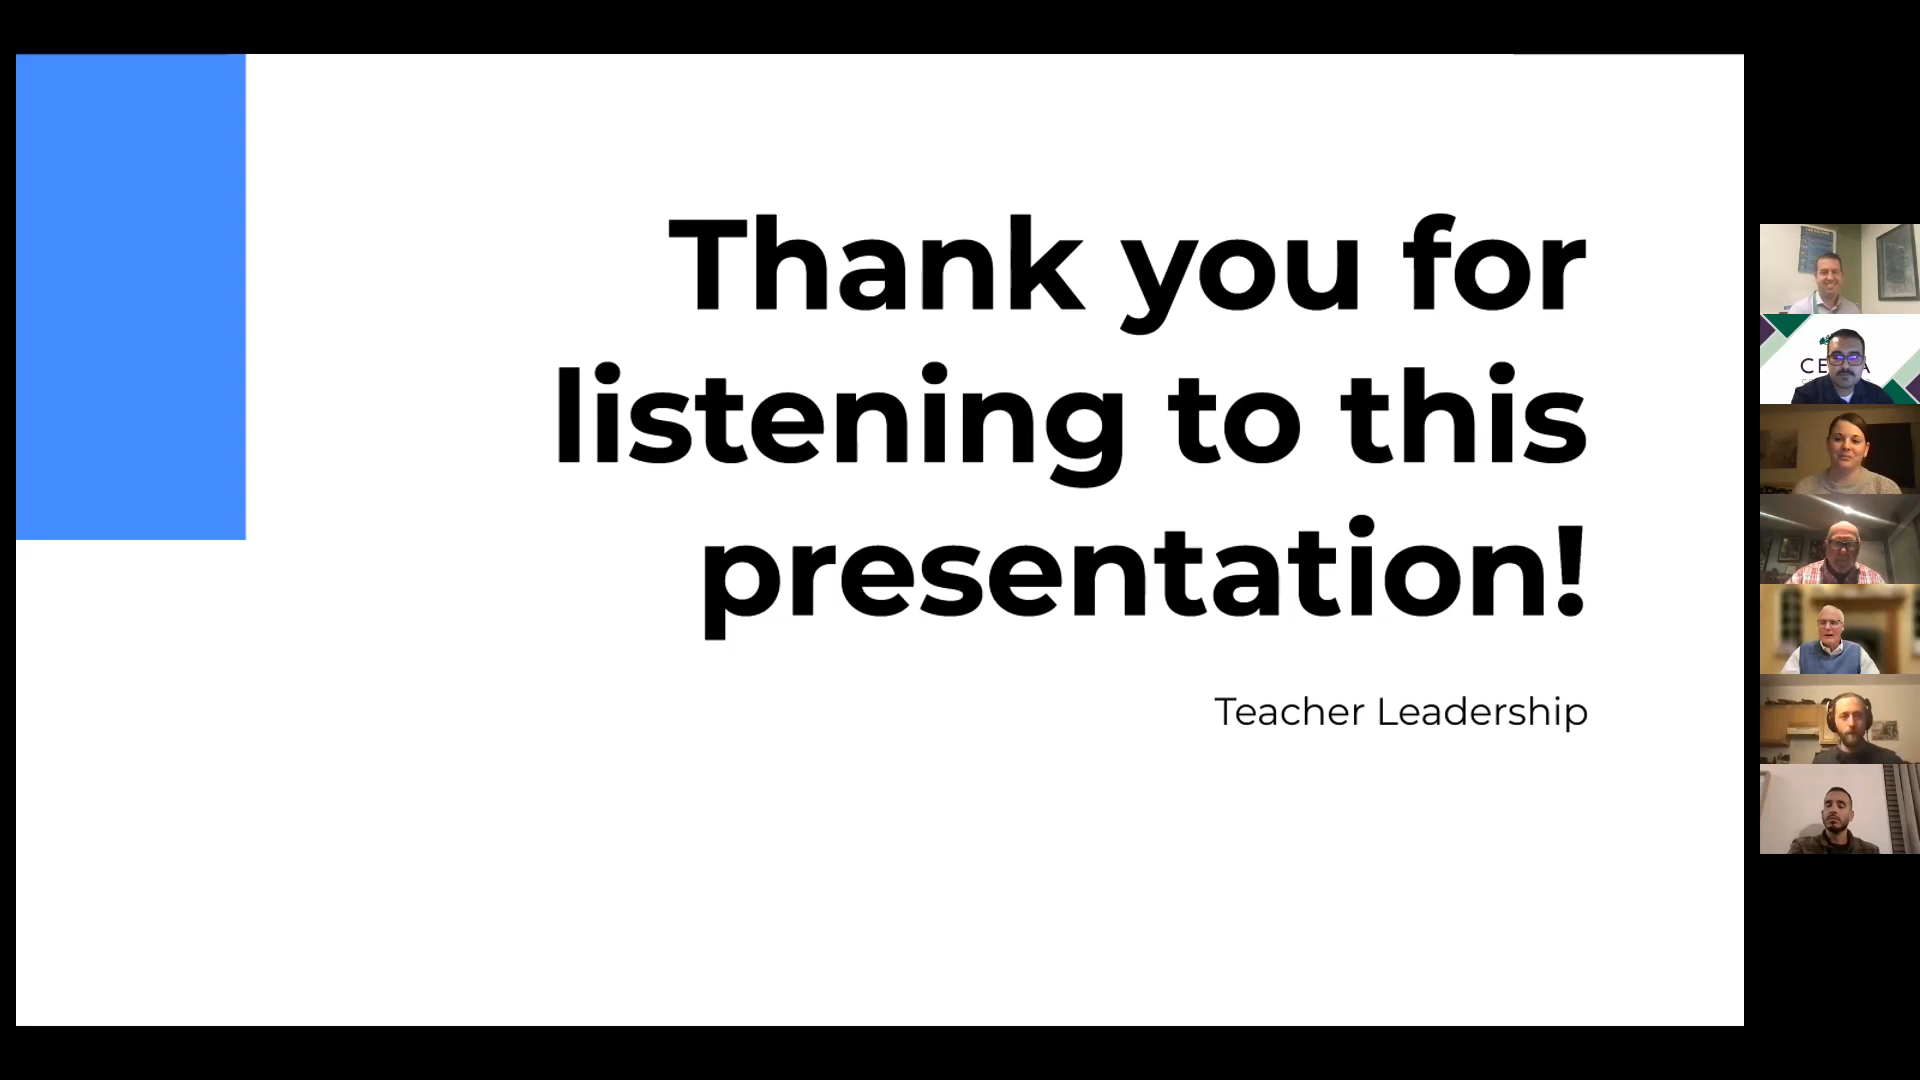 Thank you for
listening to this
presentation!
Teacher Leadership